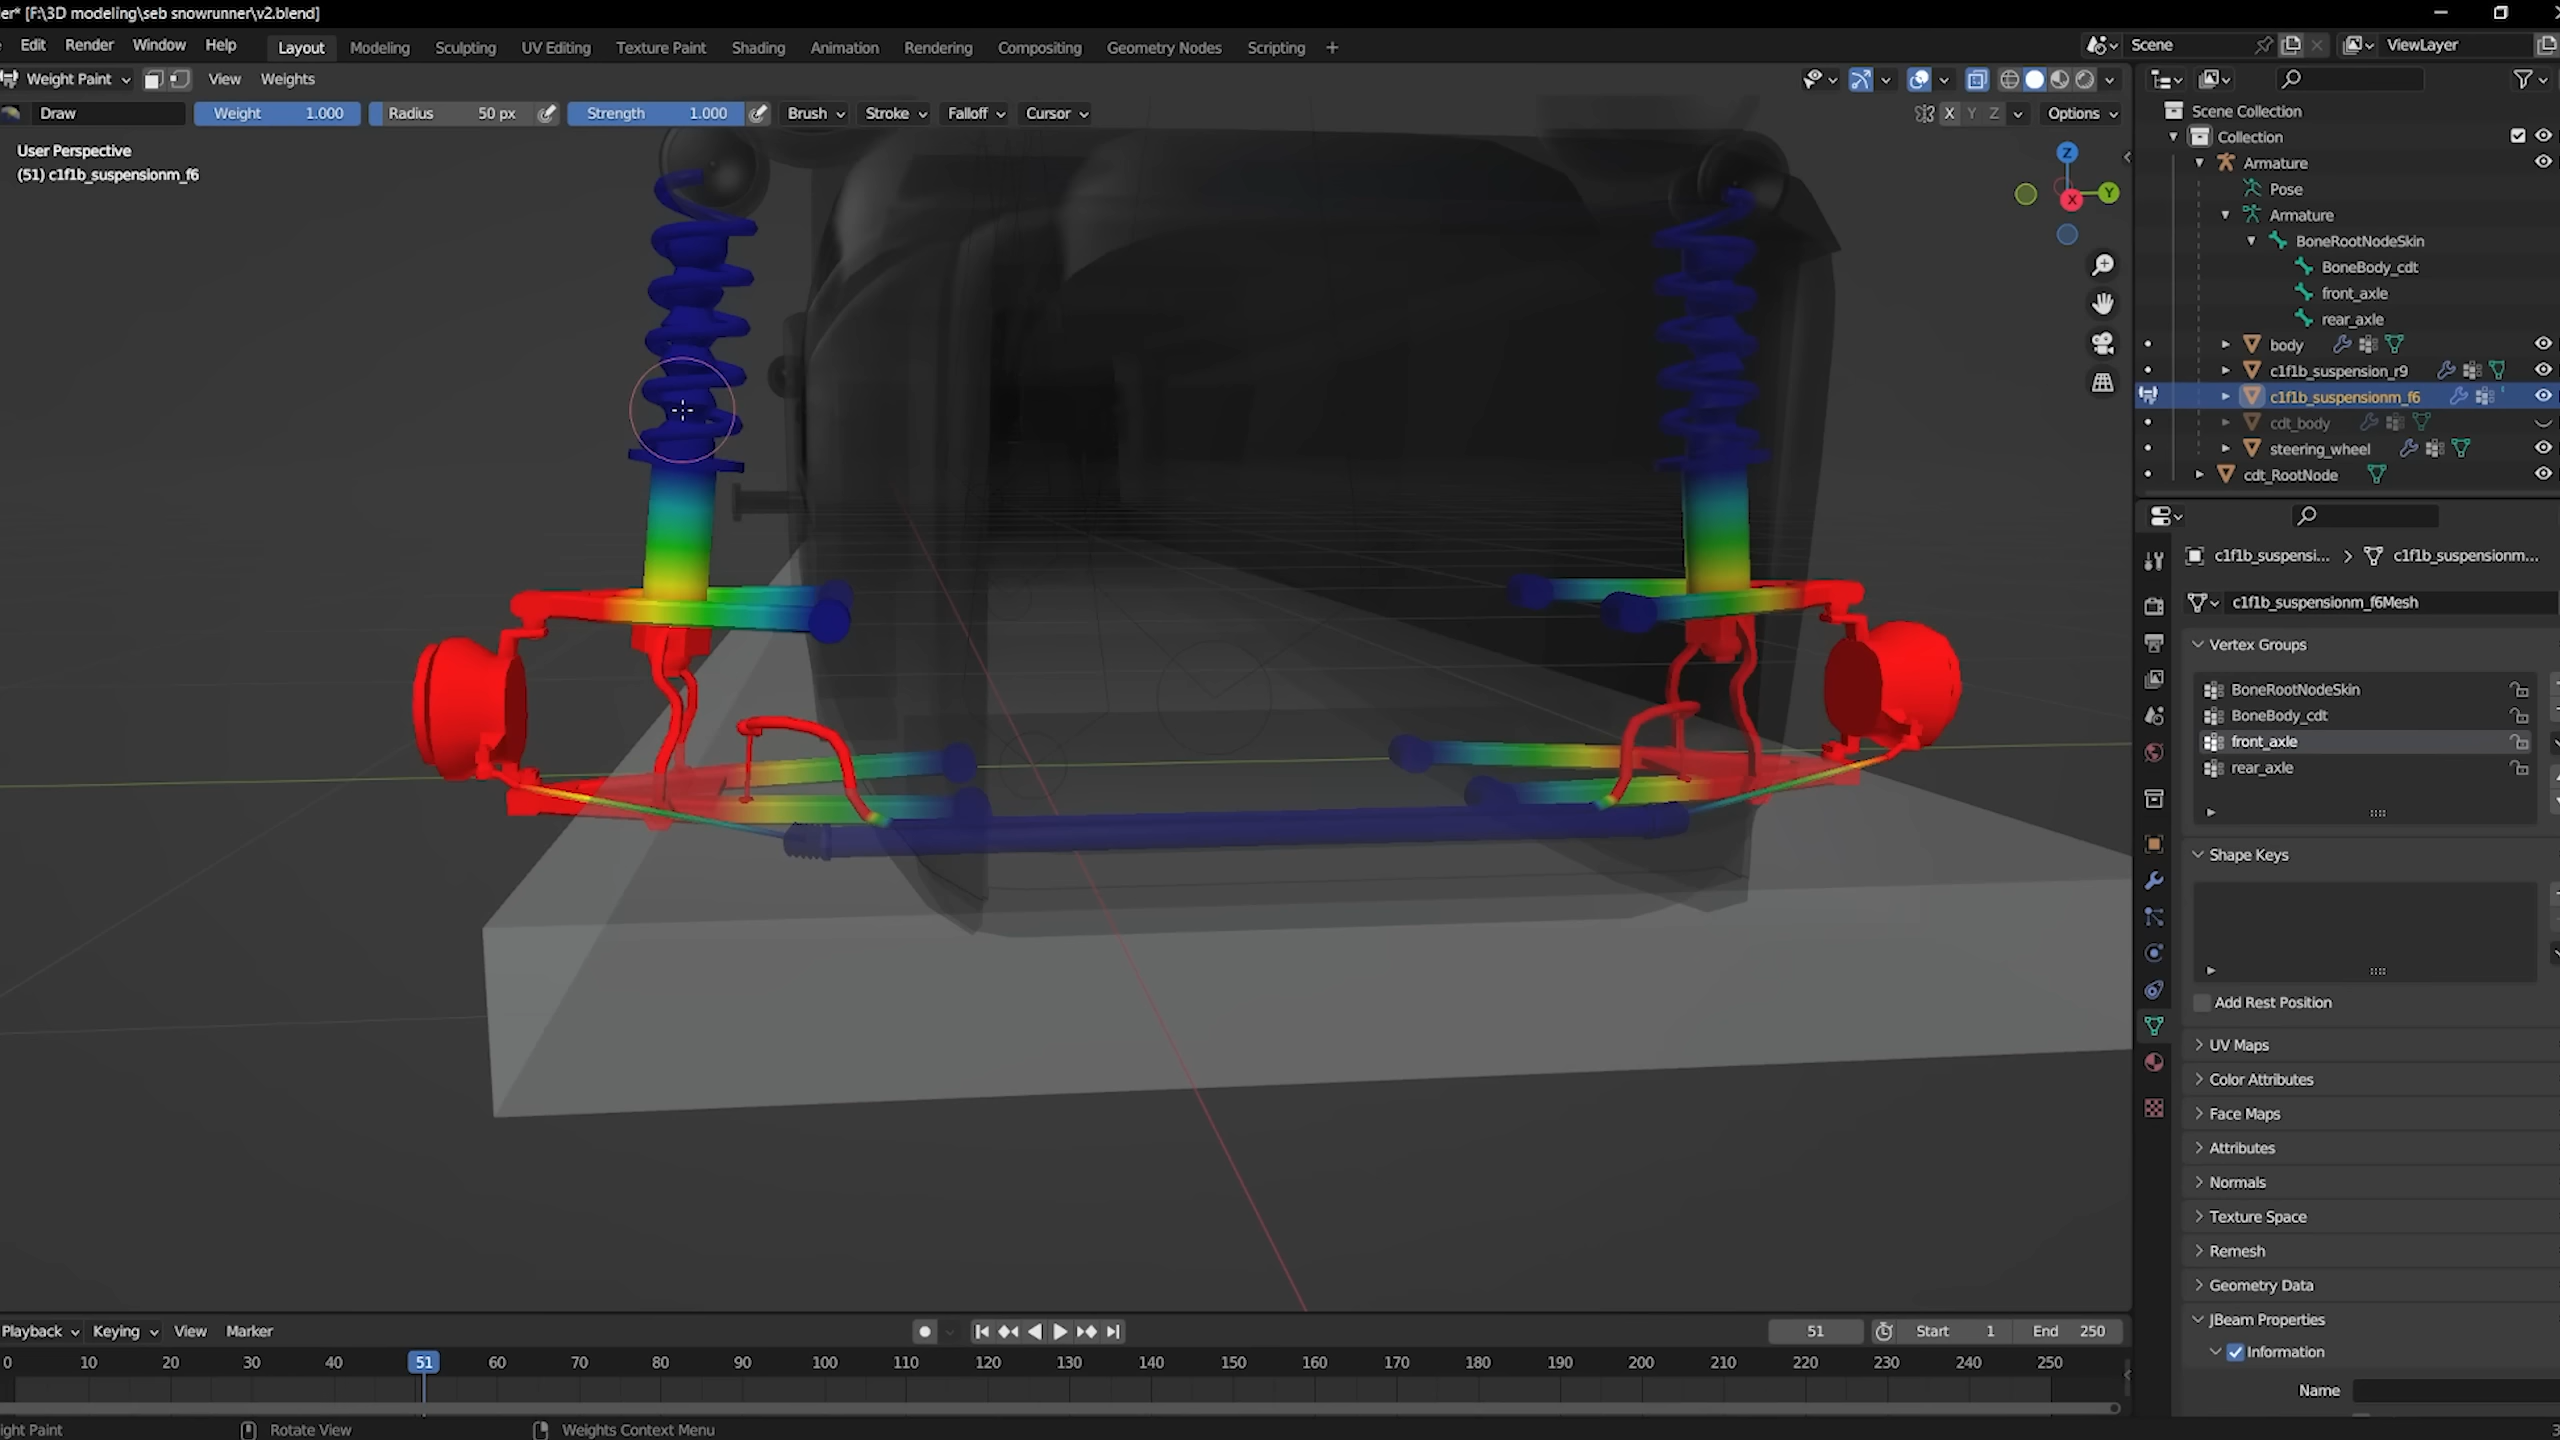 er* [F:\3D modeling\seb snowrunner\v2.blend]
Edit Render Window Help Layout Modeling Sculpting UV Editing Texture Paint Shading Animation Rendering Compositing Geometry Nodes Scripting + Scene ViewLayer
Weight Paint View Weights
Draw Weight 1.000 Radius 50 px Strength 1.000 Brush Stroke Falloff Cursor X Y Z Options
User Perspective
(51) c1f1b_suspensionm_f6
Z
Y
X
Scene Collection
Collection
Armature
Pose
Armature
BoneRootNodeSkin
BoneBody_cdt
front_axle
rear_axle
body
c1f1b_suspension_r9
c1f1b_suspensionm_f6
cdt_body
steering_wheel
cdt_RootNode
c1f1b_suspensi... > c1f1b_suspensionm...
c1f1b_suspensionm_f6Mesh
Vertex Groups
BoneRootNodeSkin
BoneBody_cdt
front_axle
rear_axle
Shape Keys
Add Rest Position
UV Maps
Color Attributes
Face Maps
Attributes
Normals
Texture Space
Remesh
Geometry Data
JBeam Properties
Information
Name
Playback Keying View Marker 51 Start 1 End 250
0 10 20 30 40 51 60 70 80 90 100 110 120 130 140 150 160 170 180 190 200 210 220 230 240 250
ight Paint Rotate View Weights Context Menu